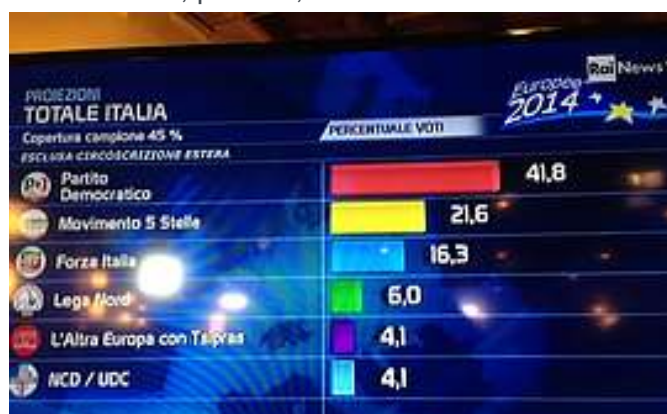 PROIEZIONI
TOTALE ITALIA
Copertura campione 45 %
ESCLUSA CIRCOSCRIZIONE ESTERA
Rai News
Europee
2014
PERCENTUALE VOTI
PD Partito
Democratico 41,8
Movimento 5 Stelle 21,6
Forza Italia 16,3
Lega Nord 6,0
L'Altra Europa con Tsipras 4,1
NCD / UDC 4,1